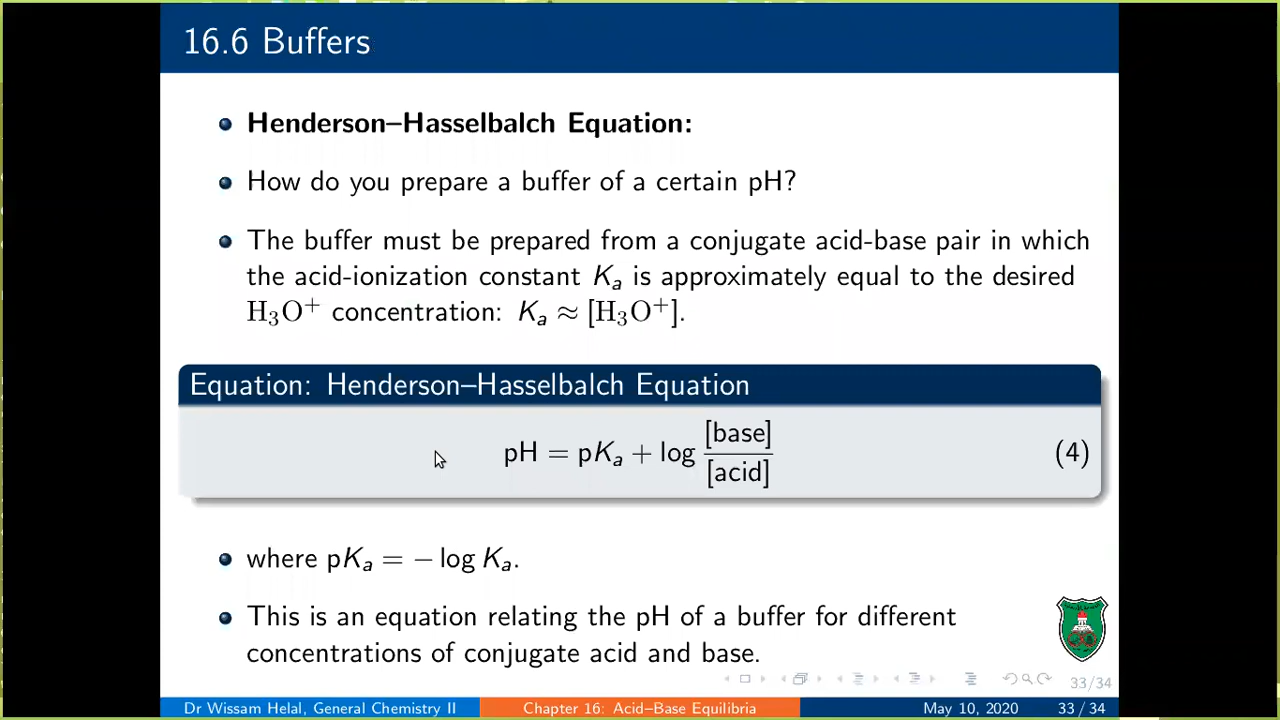 16.6 Buffers
Henderson–Hasselbalch Equation:
How do you prepare a buffer of a certain pH?
The buffer must be prepared from a conjugate acid-base pair in which
the acid-ionization constant Kₐ is approximately equal to the desired
H₃O⁺ concentration: Kₐ ≈ [H₃O⁺].
Equation: Henderson–Hasselbalch Equation
pH = pKₐ + log [base]/[acid] (4)
where pKₐ = − log Kₐ.
This is an equation relating the pH of a buffer for different
concentrations of conjugate acid and base.
33/34
Dr Wissam Helal, General Chemistry II Chapter 16: Acid–Base Equilibria May 10, 2020 33 / 34